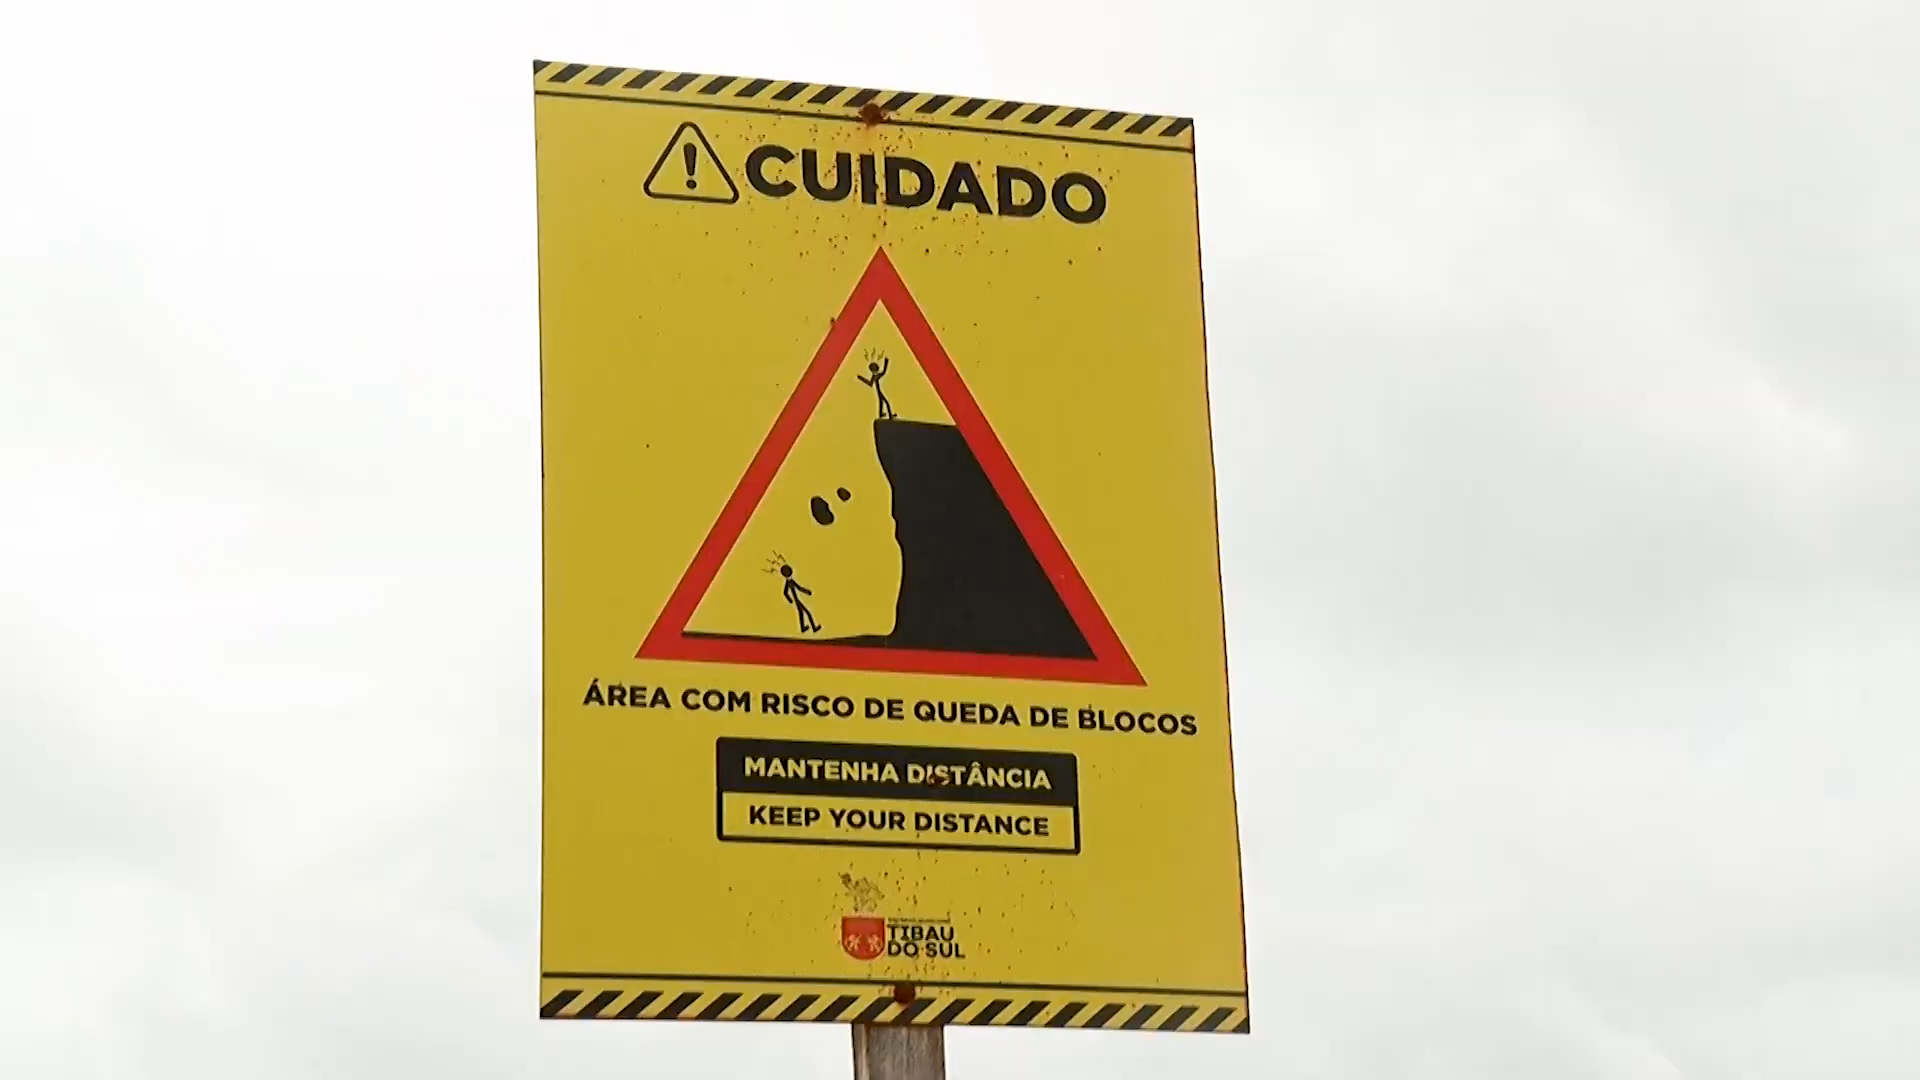 CUIDADO
ÁREA COM RISCO DE QUEDA DE BLOCOS
MANTENHA DISTÂNCIA
KEEP YOUR DISTANCE
TIBAU
DO SUL